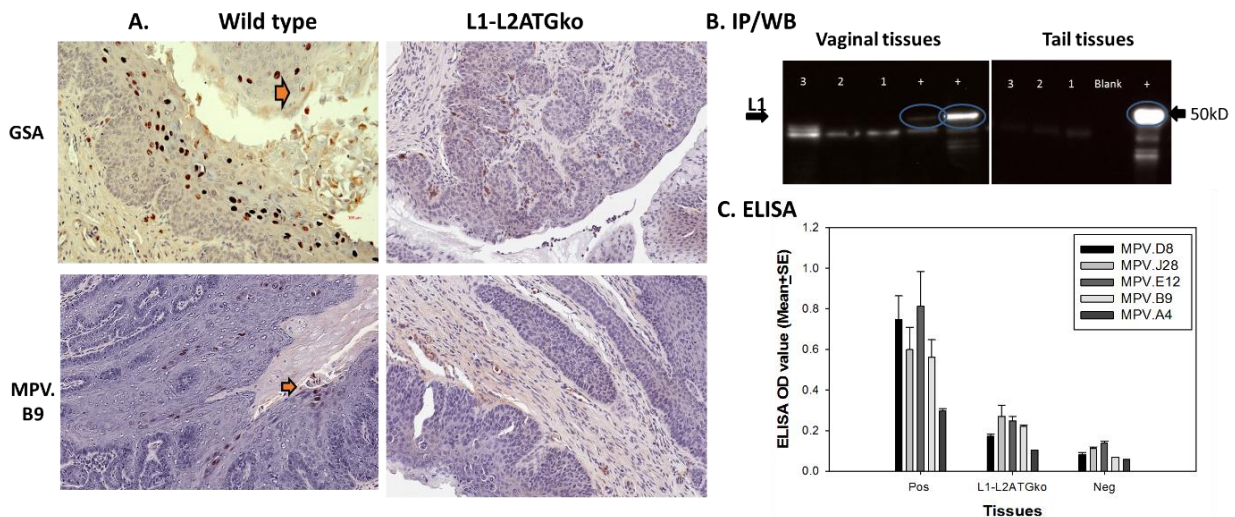 A. Wild type L1-L2ATGko
GSA
MPV.
B9
B. IP/WB
Vaginal tissues Tail tissues
3 2 1 + + 3 2 1 Blank +
L1 50kD
C. ELISA
1.2
1.0
0.8
0.6
0.4
0.2
0.0
ELISA OD value (Mean±SE)
MPV.D8
MPV.J28
MPV.E12
MPV.B9
MPV.A4
Pos L1-L2ATGko Neg
Tissues